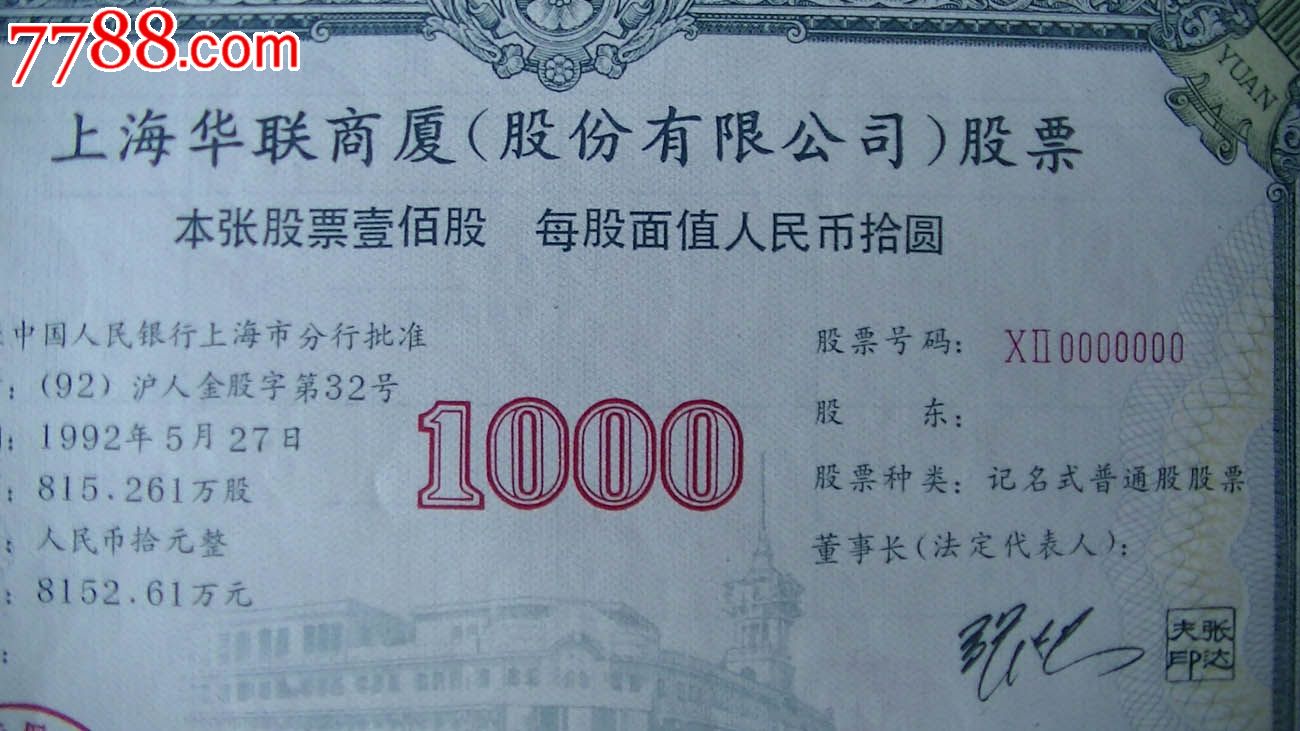 7788.com
YUAN
上海华联商厦(股份有限公司)股票
本张股票壹佰股 每股面值人民币拾圆
中国人民银行上海市分行批准
:(92)沪人金股字第32号
:1992年5月27日
:815.261万股
:人民币拾元整
:8152.61万元
:
1000
股票号码:XII0000000
股 东:
股票种类:记名式普通股股票
董事长(法定代表人):
张达夫印